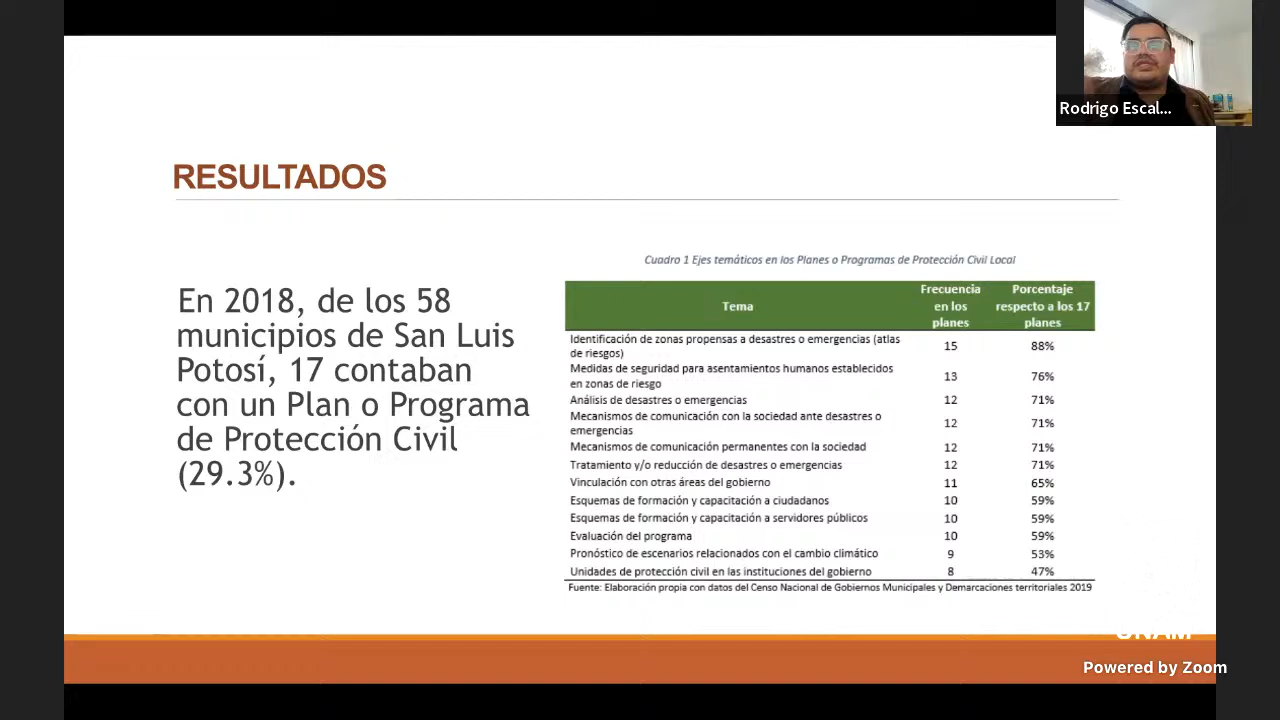 Rodrigo Escal...
RESULTADOS
En 2018, de los 58
municipios de San Luis
Potosí, 17 contaban
con un Plan o Programa
de Protección Civil
(29.3%).
Cuadro 1 Ejes temáticos en los Planes o Programas de Protección Civil Local
Tema Frecuencia en los planes Porcentaje respecto a los 17 planes
Identificación de zonas propensas a desastres o emergencias (atlas
de riesgos) 15 88%
Medidas de seguridad para asentamientos humanos establecidos
en zonas de riesgo 13 76%
Análisis de desastres o emergencias 12 71%
Mecanismos de comunicación con la sociedad ante desastres o
emergencias 12 71%
Mecanismos de comunicación permanentes con la sociedad 12 71%
Tratamiento y/o reducción de desastres o emergencias 12 71%
Vinculación con otras áreas del gobierno 11 65%
Esquemas de formación y capacitación a ciudadanos 10 59%
Esquemas de formación y capacitación a servidores públicos 10 59%
Evaluación del programa 10 59%
Pronóstico de escenarios relacionados con el cambio climático 9 53%
Unidades de protección civil en las instituciones del gobierno 8 47%
Fuente: Elaboración propia con datos del Censo Nacional de Gobiernos Municipales y Demarcaciones territoriales 2019
UNAM
Powered by Zoom